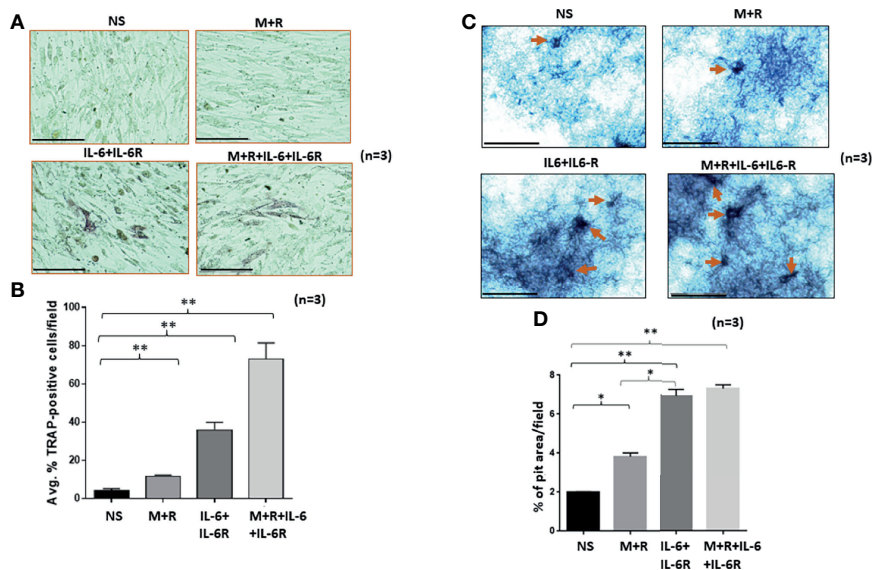 A
NS
M+R
IL-6+IL-6R
M+R+IL-6+IL-6R
(n=3)
B
(n=3)
**
**
**
Avg. % TRAP-positive cells/field
100
80
60
40
20
0
NS
M+R
IL-6+
IL-6R
M+R+IL-6
+IL-6R
C
NS
M+R
IL6+IL6-R
M+R+IL-6+IL6-R
(n=3)
D
(n=3)
**
**
*
*
% of pit area/field
8
6
4
2
0
NS
M+R
IL-6+
IL-6R
M+R+IL-6
+IL-6R